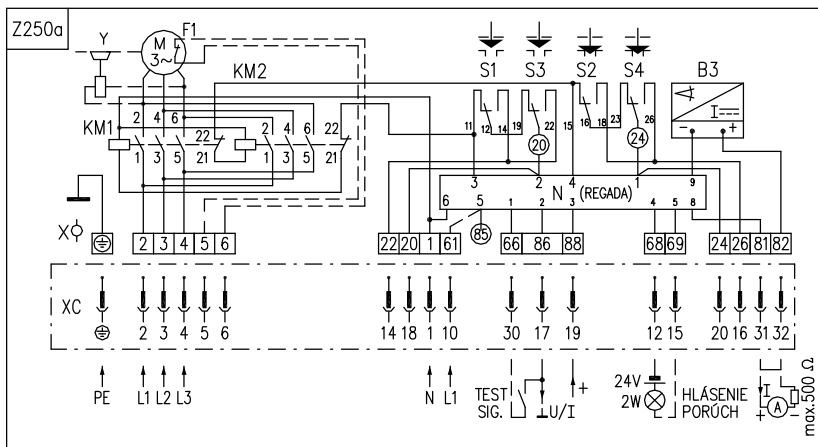 Z250a
Y
M
3~
F1
KM2
S1 S3 S2 S4 B3
I
- +
2 4 6
22
2 4 6 22
KM1
1 3 5 21
1 3 5 21
11 12 14 19 22 15 16 18 23 26
20
24
3 2 4 1 9
N (REGADA)
6 5 1 2 3 4 5 8
X
2 3 4 5 6
22 20 1 61
85
66 86 88
68 69
24 26 81 82
XC
2 3 4 5 6 14 18 1 10 30 17 19 12 15 20 16 31 32
PE L1 L2 L3
N L1
TEST
SIG.
U/I
+
24V
2W
HLÁSENIE
PORÚCH
I
A
+ -
max.500 Ω